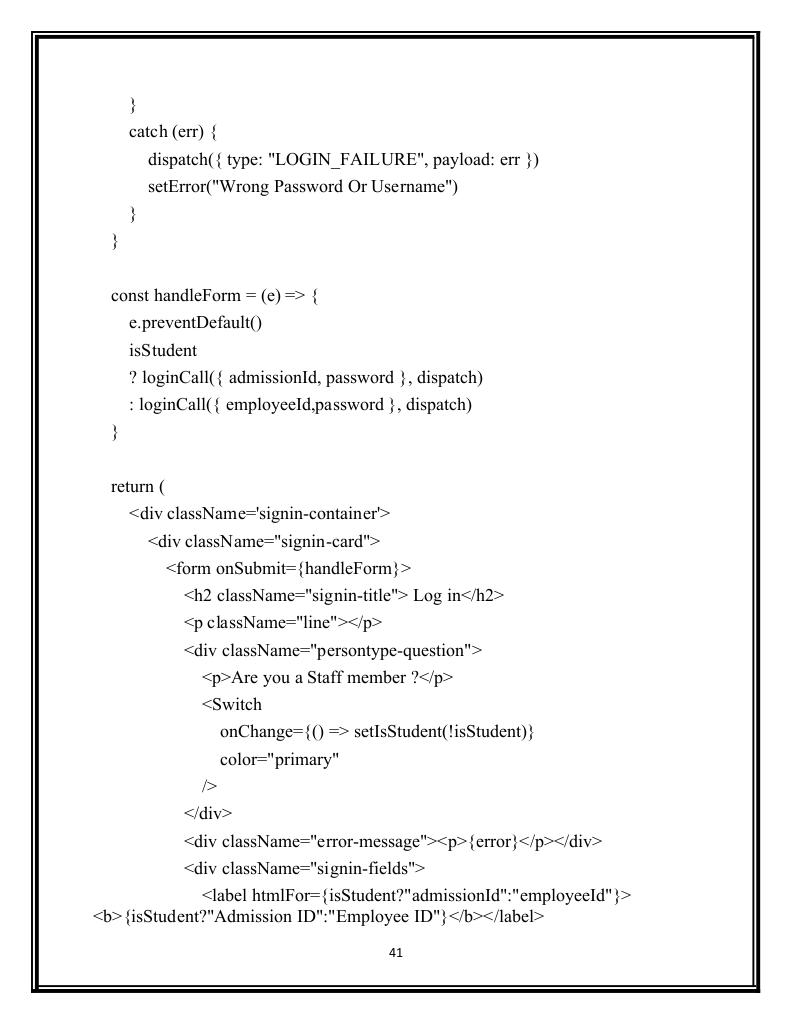 }
catch (err) {
dispatch({ type: "LOGIN_FAILURE", payload: err })
setError("Wrong Password Or Username")
}
}
const handleForm = (e) => {
e.preventDefault()
isStudent
? loginCall({ admissionId, password }, dispatch)
: loginCall({ employeeId,password }, dispatch)
}
return (
<div className='signin-container'>
<div className="signin-card">
<form onSubmit={handleForm}>
<h2 className="signin-title"> Log in</h2>
<p className="line"></p>
<div className="persontype-question">
<p>Are you a Staff member ?</p>
<Switch
onChange={() => setIsStudent(!isStudent)}
color="primary"
/>
</div>
<div className="error-message"><p>{error}</p></div>
<div className="signin-fields">
<label htmlFor={isStudent?"admissionId":"employeeId"}>
<b>{isStudent?"Admission ID":"Employee ID"}</b></label>
41